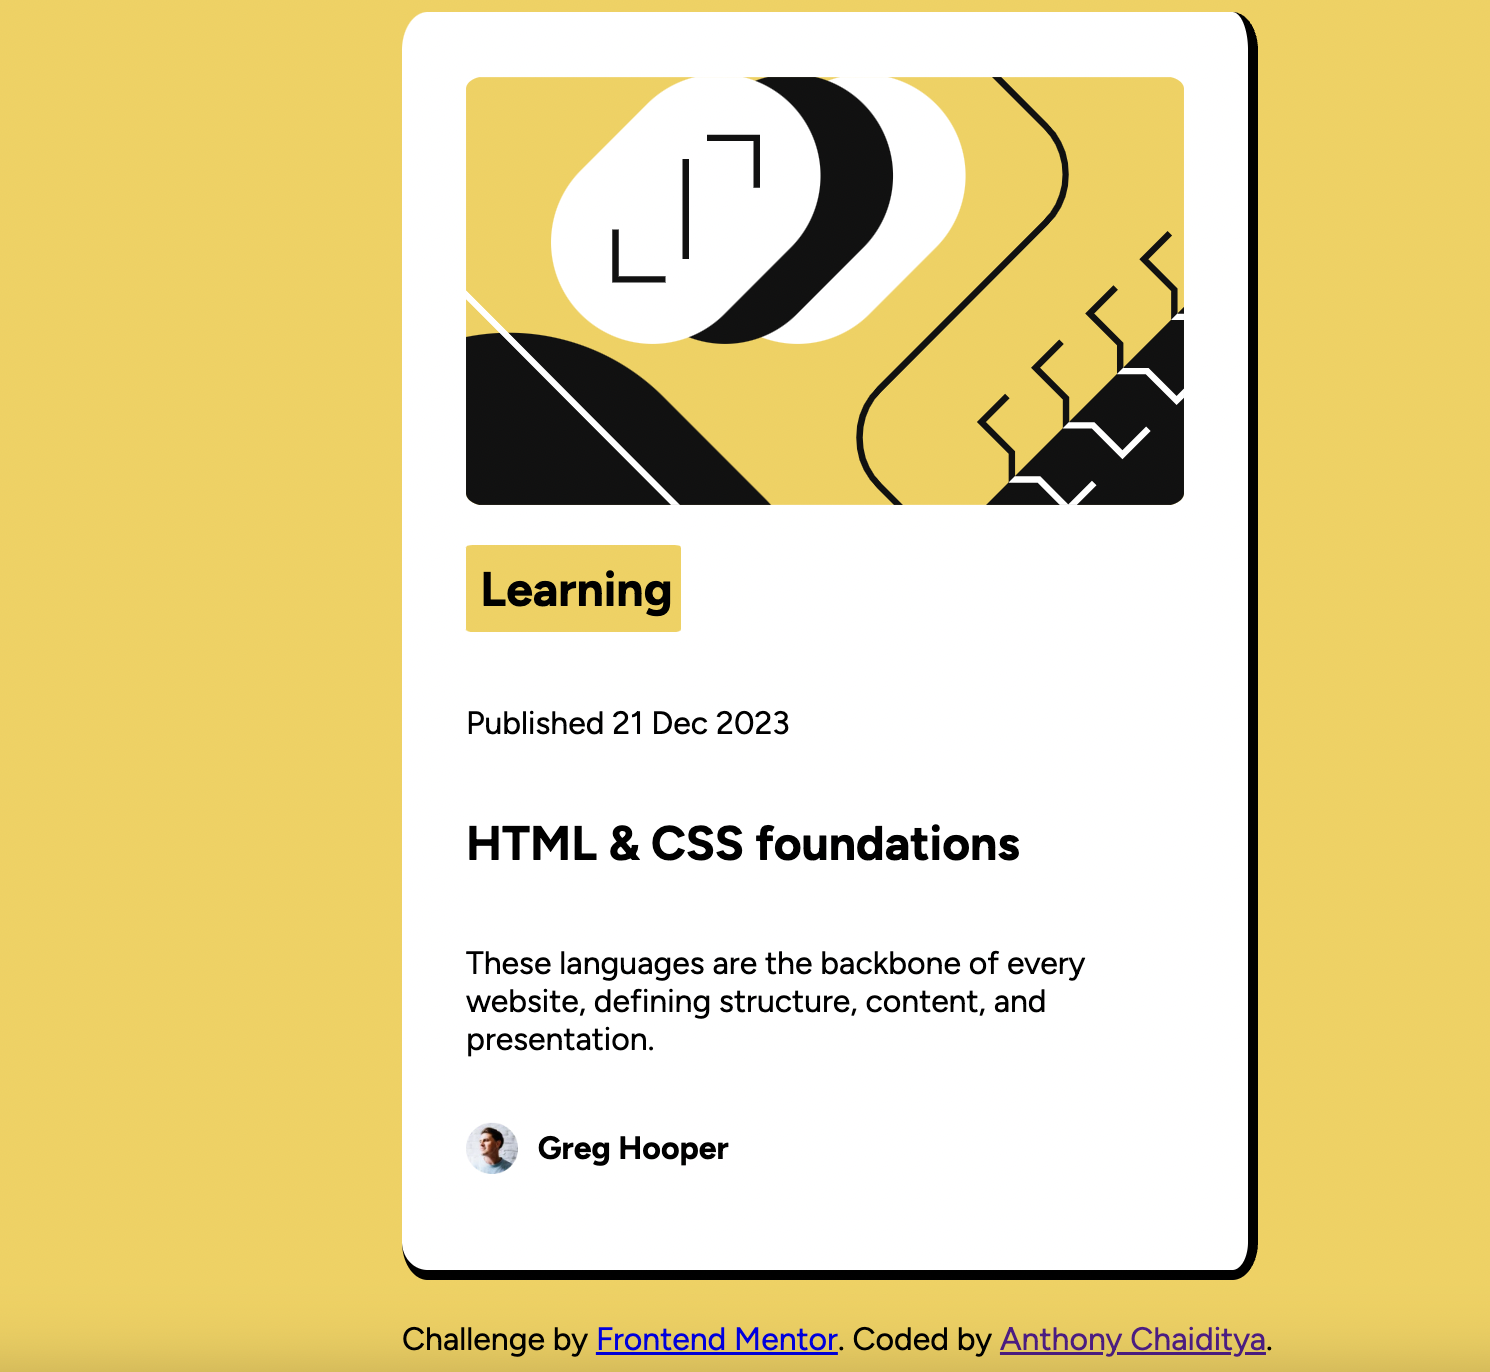 Learning
Published 21 Dec 2023
HTML & CSS foundations
These languages are the backbone of every
website, defining structure, content, and
presentation.
Greg Hooper
Challenge by Frontend Mentor. Coded by Anthony Chaiditya.